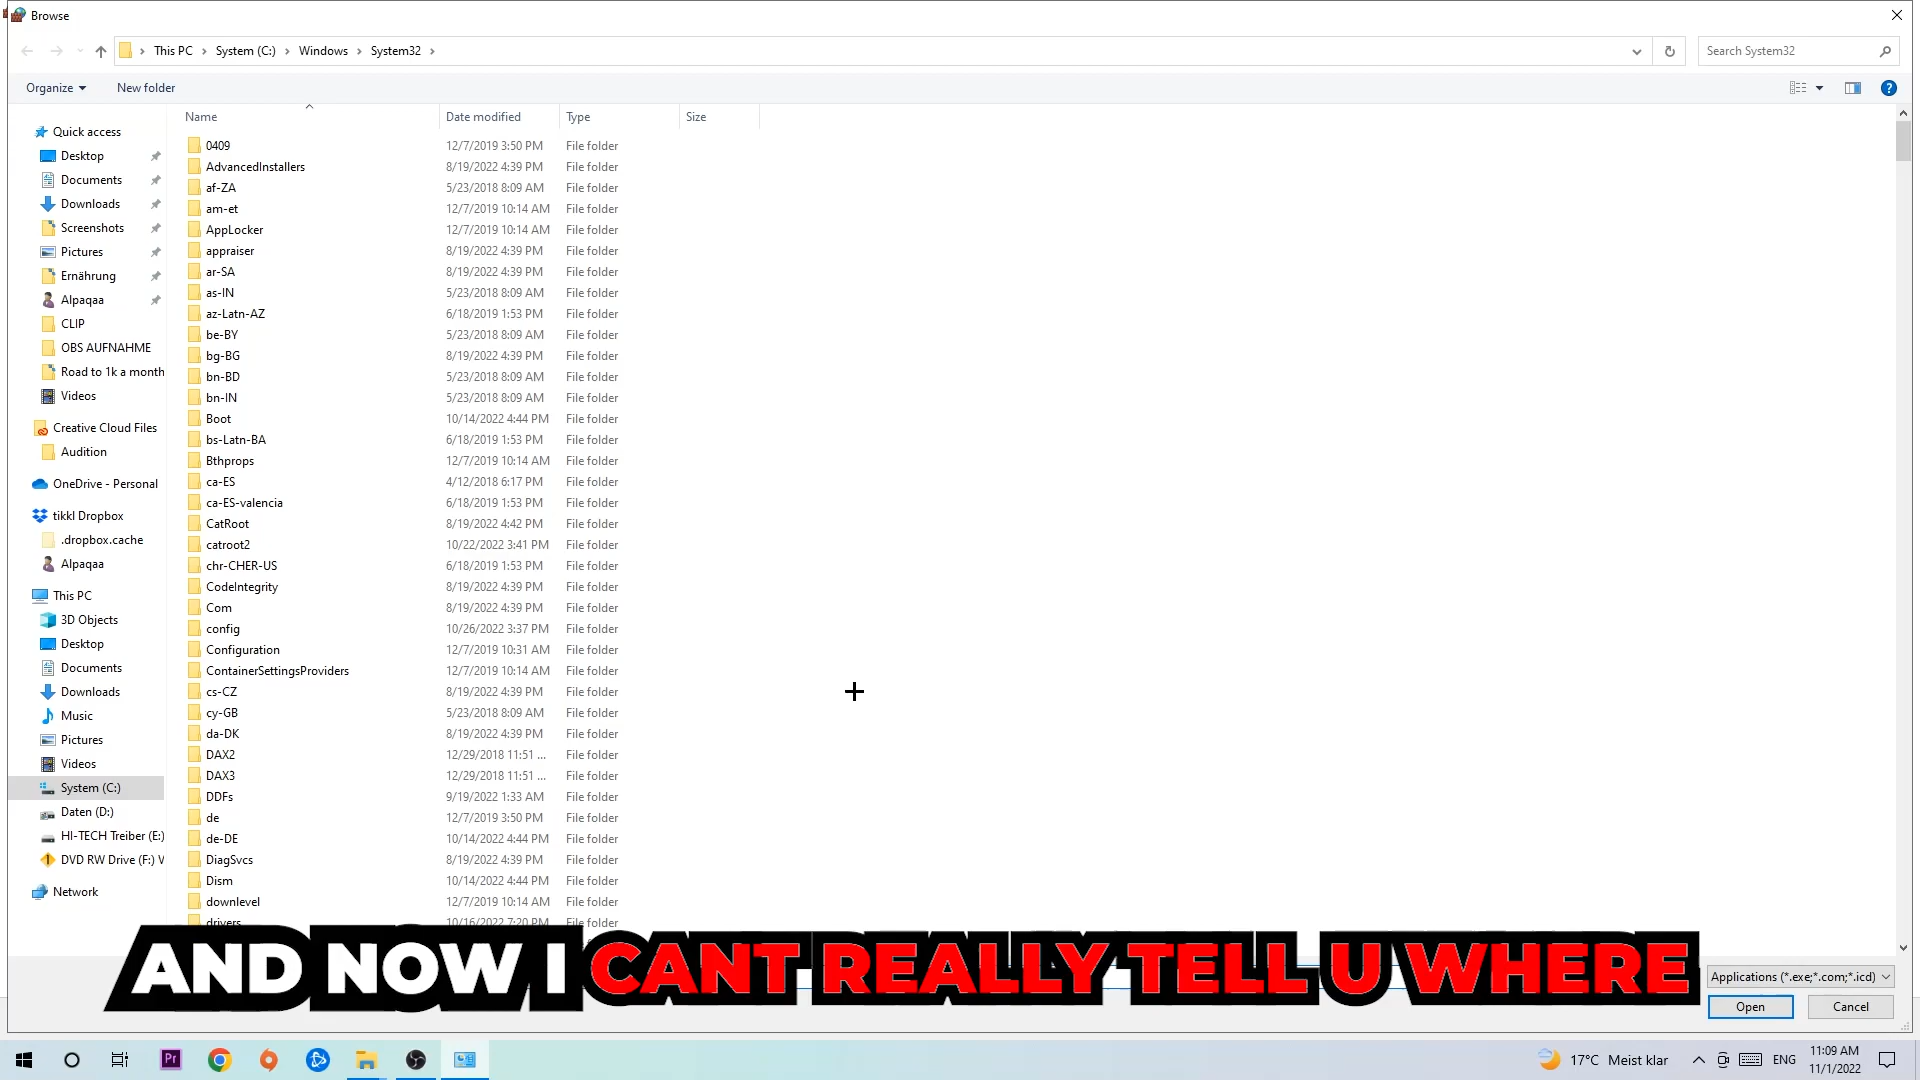 Browse
This PC > System (C:) > Windows > System32 >
Search System32
Organize
New folder
Name Date modified Type Size
Quick access
Desktop
Documents
Downloads
Screenshots
Pictures
Ernährung
Alpaqaa
CLIP
OBS AUFNAHME
Road to 1k a month
Videos
Creative Cloud Files
Audition
OneDrive - Personal
tikkl Dropbox
.dropbox.cache
Alpaqaa
This PC
3D Objects
Desktop
Documents
Downloads
Music
Pictures
Videos
System (C:)
Daten (D:)
HI-TECH Treiber (E:)
DVD RW Drive (F:) V
Network
0409 12/7/2019 3:50 PM File folder
AdvancedInstallers 8/19/2022 4:39 PM File folder
af-ZA 5/23/2018 8:09 AM File folder
am-et 12/7/2019 10:14 AM File folder
AppLocker 12/7/2019 10:14 AM File folder
appraiser 8/19/2022 4:39 PM File folder
ar-SA 8/19/2022 4:39 PM File folder
as-IN 5/23/2018 8:09 AM File folder
az-Latn-AZ 6/18/2019 1:53 PM File folder
be-BY 5/23/2018 8:09 AM File folder
bg-BG 8/19/2022 4:39 PM File folder
bn-BD 5/23/2018 8:09 AM File folder
bn-IN 5/23/2018 8:09 AM File folder
Boot 10/14/2022 4:44 PM File folder
bs-Latn-BA 6/18/2019 1:53 PM File folder
Bthprops 12/7/2019 10:14 AM File folder
ca-ES 4/12/2018 6:17 PM File folder
ca-ES-valencia 6/18/2019 1:53 PM File folder
CatRoot 8/19/2022 4:42 PM File folder
catroot2 10/22/2022 3:41 PM File folder
chr-CHER-US 6/18/2019 1:53 PM File folder
CodeIntegrity 8/19/2022 4:39 PM File folder
Com 8/19/2022 4:39 PM File folder
config 10/26/2022 3:37 PM File folder
Configuration 12/7/2019 10:31 AM File folder
ContainerSettingsProviders 12/7/2019 10:14 AM File folder
cs-CZ 8/19/2022 4:39 PM File folder
cy-GB 5/23/2018 8:09 AM File folder
da-DK 8/19/2022 4:39 PM File folder
DAX2 12/29/2018 11:51 ... File folder
DAX3 12/29/2018 11:51 ... File folder
DDFs 9/19/2022 1:33 AM File folder
de 12/7/2019 3:50 PM File folder
de-DE 10/14/2022 4:44 PM File folder
DiagSvcs 8/19/2022 4:39 PM File folder
Dism 10/14/2022 4:44 PM File folder
downlevel 12/7/2019 10:14 AM File folder
drivers 10/16/2022 7:20 PM File folder
AND NOW I CANT REALLY TELL U WHERE
Applications (*.exe;*.com;*.icd)
Open
Cancel
Pr
17°C Meist klar
ENG
11:09 AM
11/1/2022